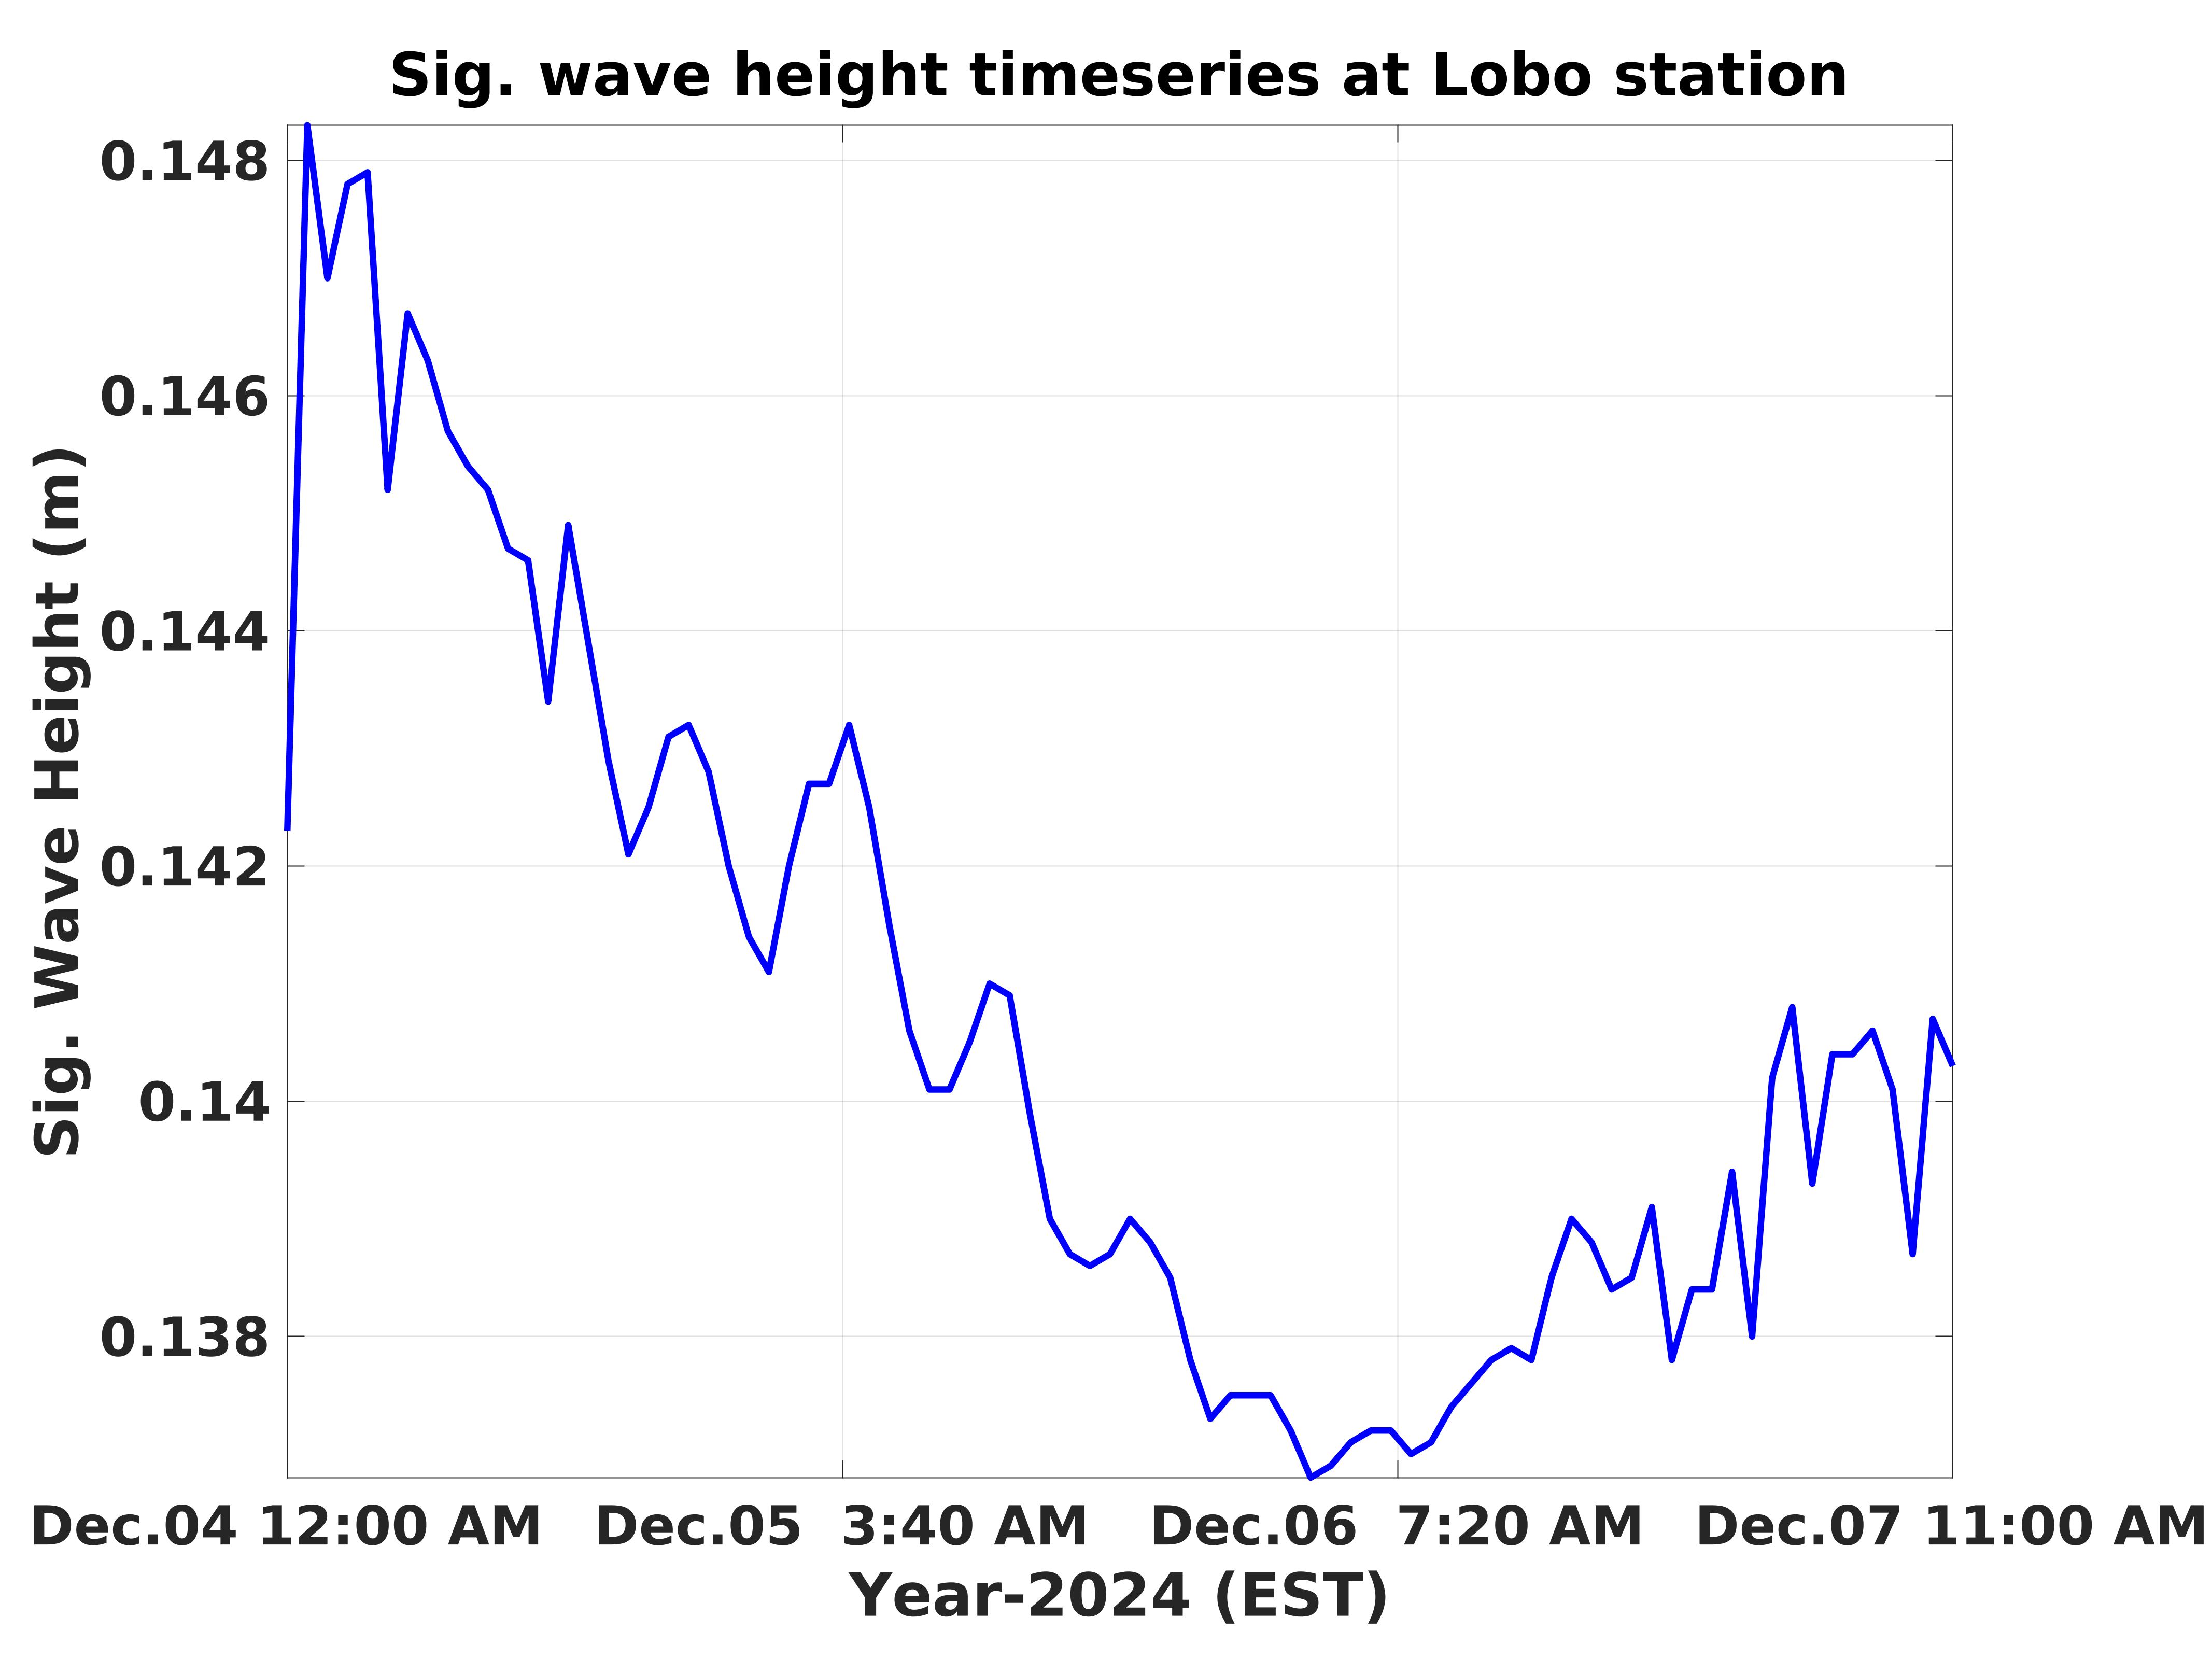 Sig. wave height timeseries at Lobo station
Sig. Wave Height (m)
0.148
0.146
0.144
0.142
0.14
0.138
Dec.04 12:00 AM
Dec.05 3:40 AM
Dec.06 7:20 AM
Dec.07 11:00 AM
Year-2024 (EST)